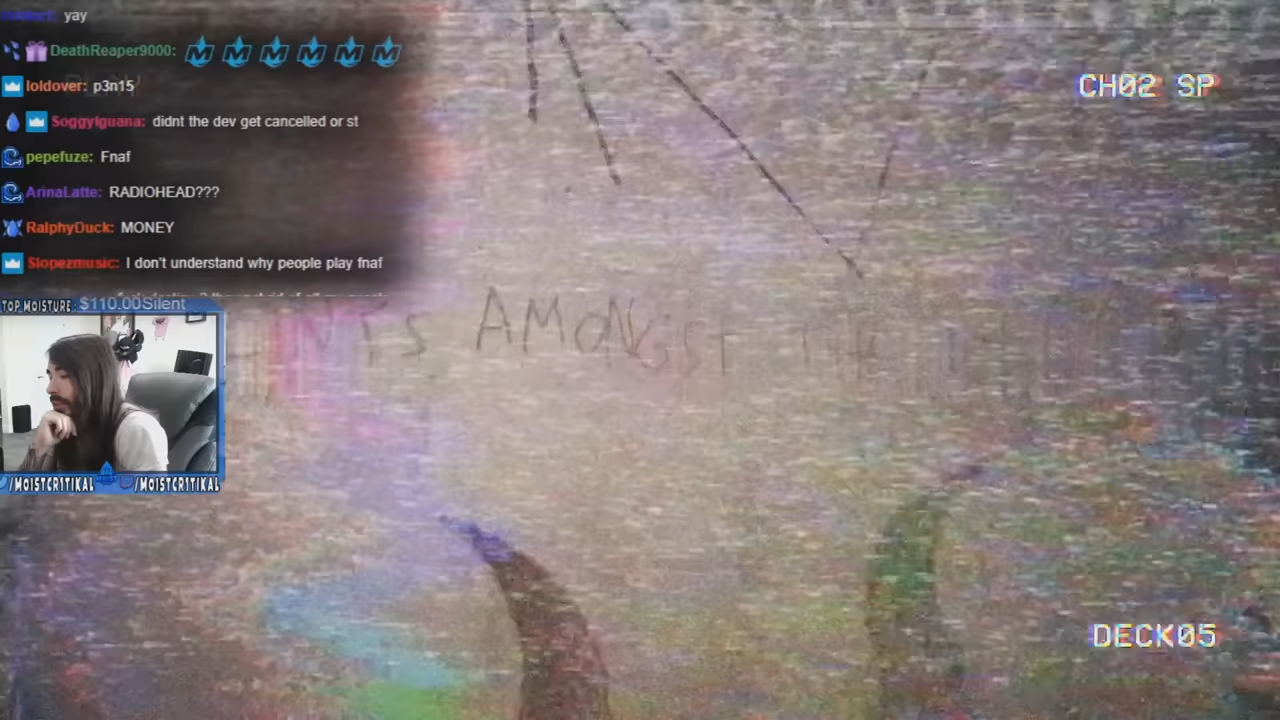 yay
DeathReaper9000:
loldover: p3n15
SoggyIguana: didnt the dev get cancelled or st
pepefuze: Fnaf
ArinaLatte: RADIOHEAD???
RalphyDuck: MONEY
Slopezmusic: I don't understand why people play fnaf
TOP MOISTURE: $110.00Silent
/MOISTCR1TIKAL /MOISTCR1TIKAL
CH02 SP
AMONGST
DECK05